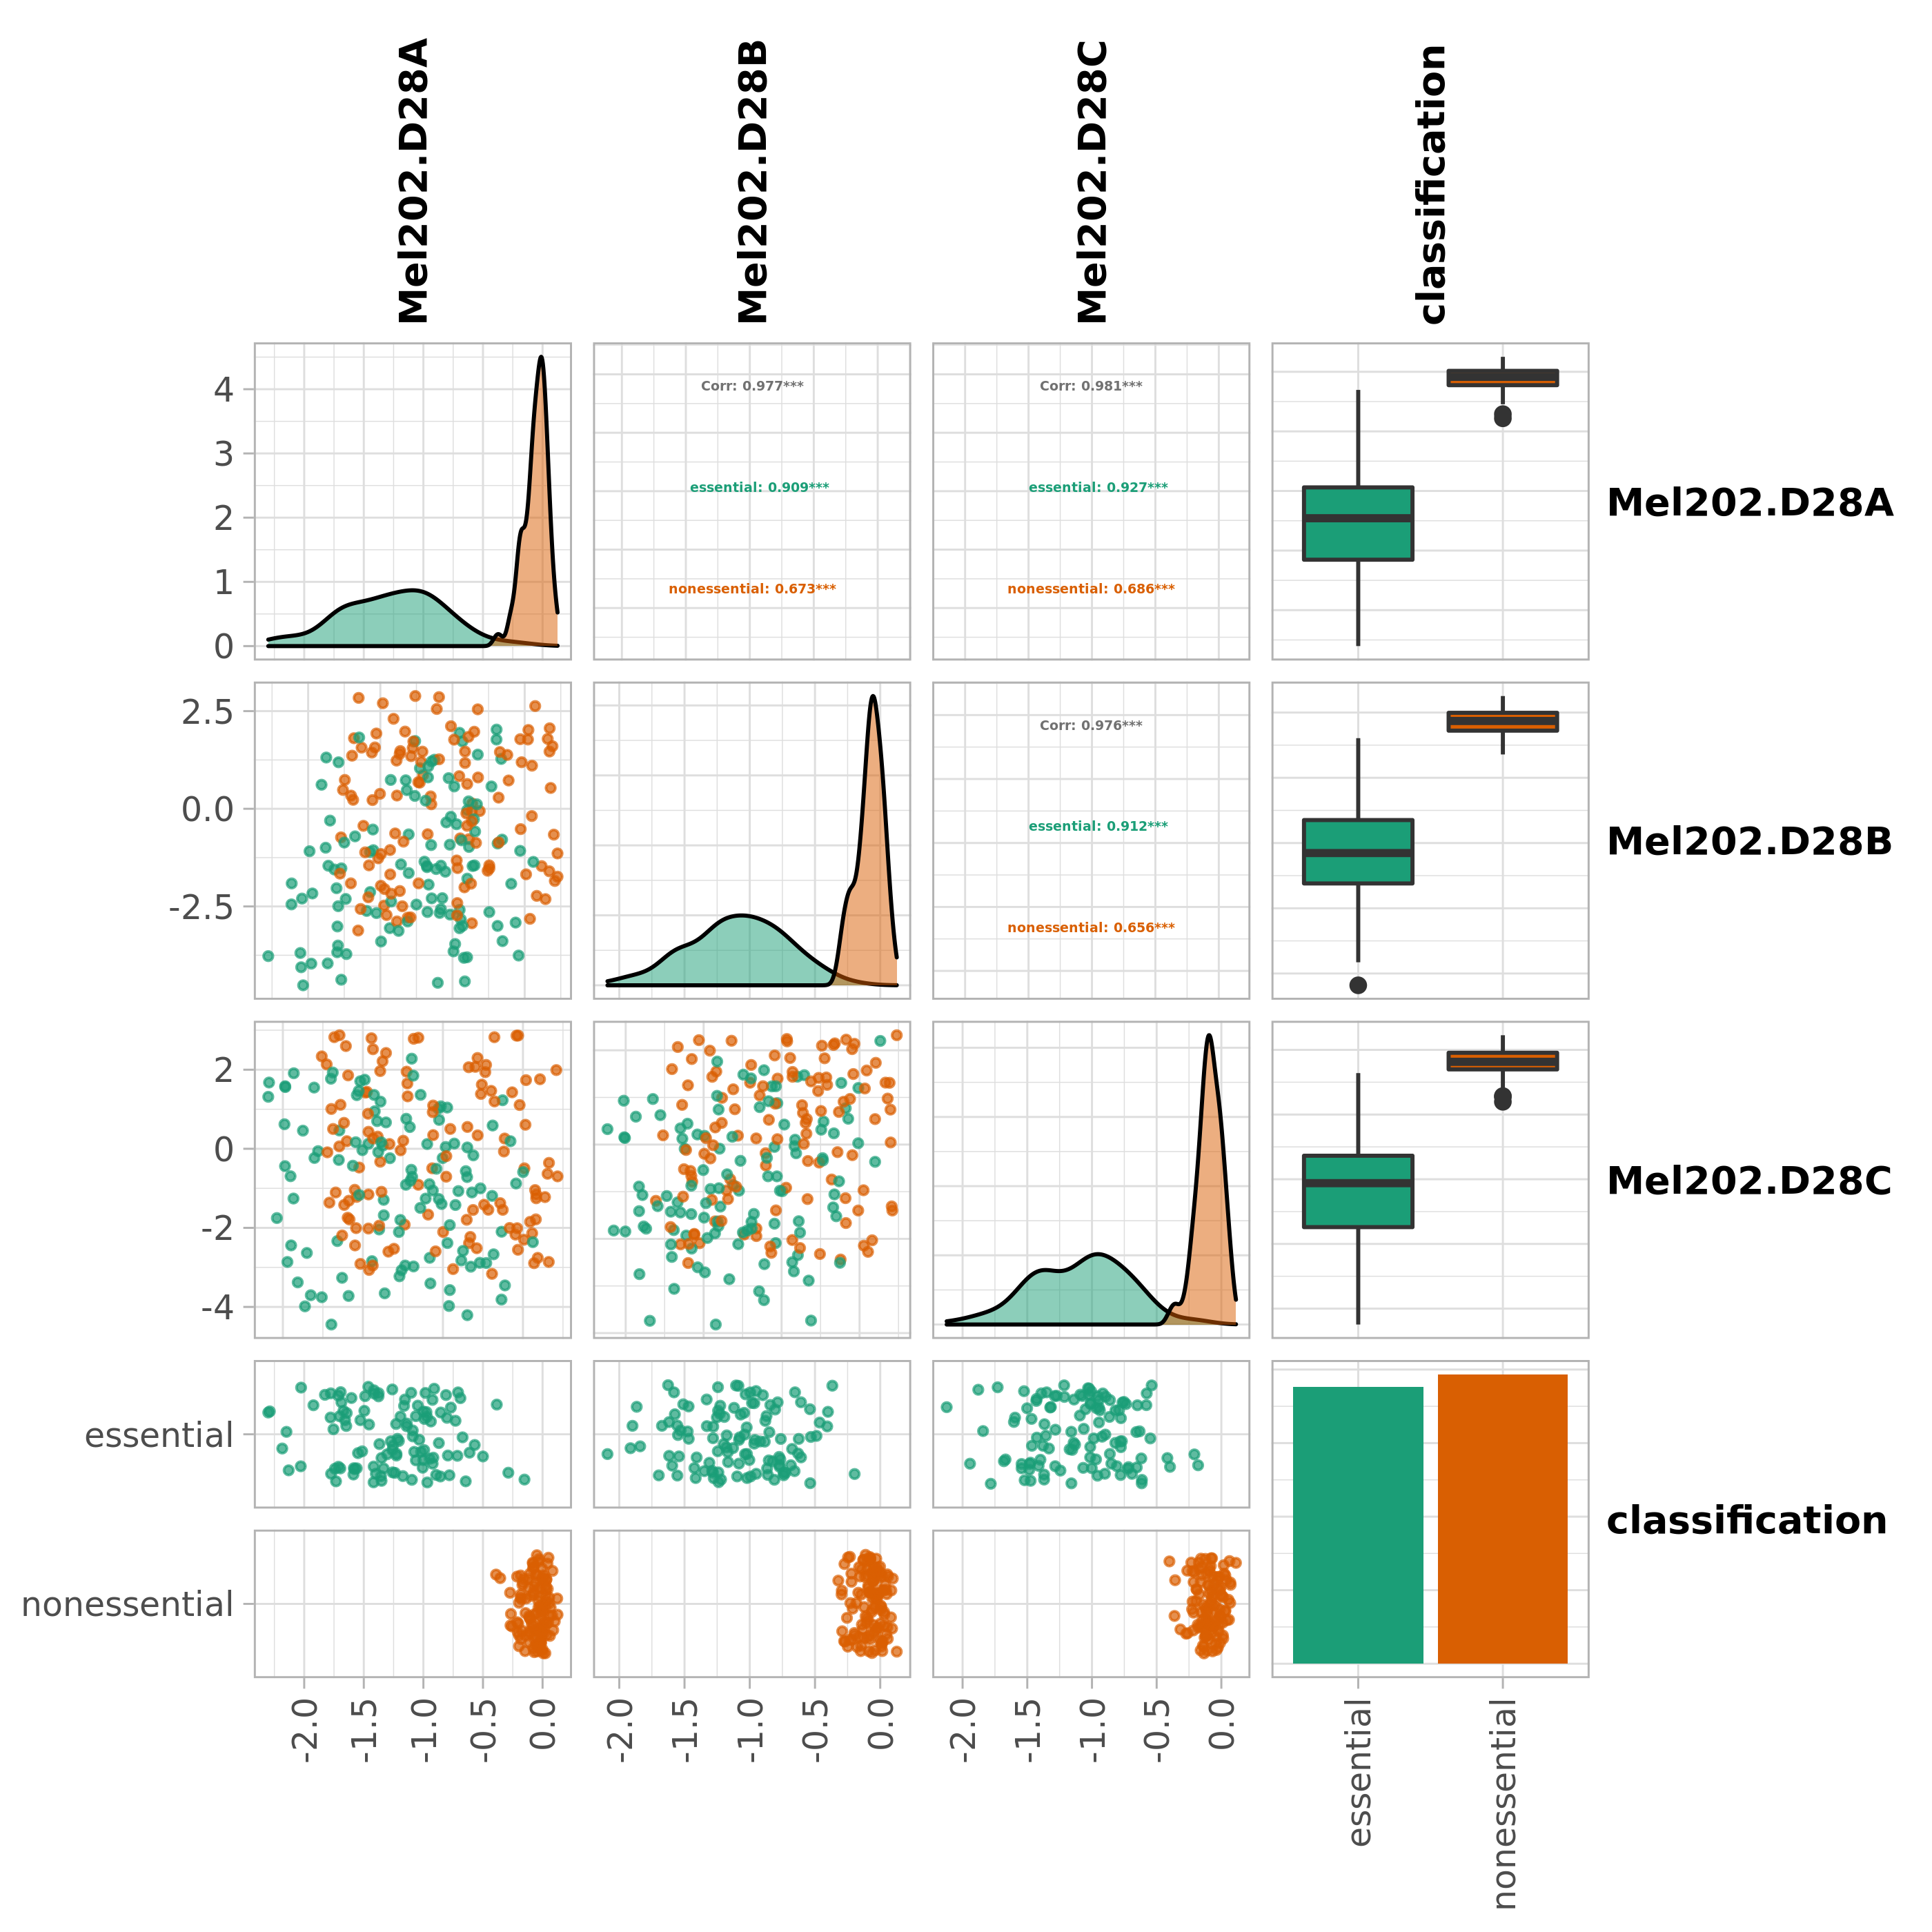 Mel202.D28A
Mel202.D28B
Mel202.D28C
classification
4
3
2
1
0
Corr: 0.977***
essential: 0.909***
nonessential: 0.673***
Corr: 0.981***
essential: 0.927***
nonessential: 0.686***
Mel202.D28A
2.5
0.0
-2.5
Corr: 0.976***
essential: 0.912***
nonessential: 0.656***
Mel202.D28B
2
0
-2
-4
Mel202.D28C
essential
nonessential
classification
-2.0
-1.5
-1.0
-0.5
0.0
-2.0
-1.5
-1.0
-0.5
0.0
-2.0
-1.5
-1.0
-0.5
0.0
essential
nonessential